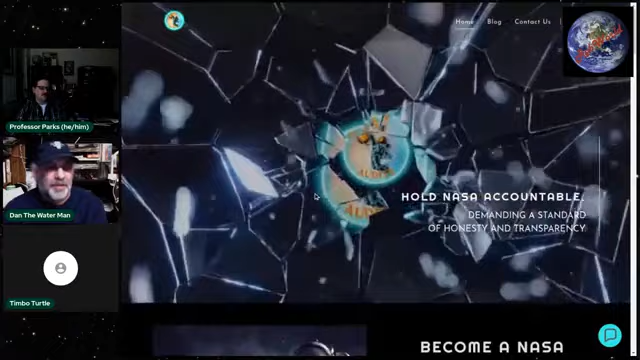 Home Blog Contact Us
Professor Parks (he/him)
Dan The Water Man
Timbo Turtle
HOLD NASA ACCOUNTABLE.
DEMANDING A STANDARD
OF HONESTY AND TRANSPARENCY
BECOME A NASA